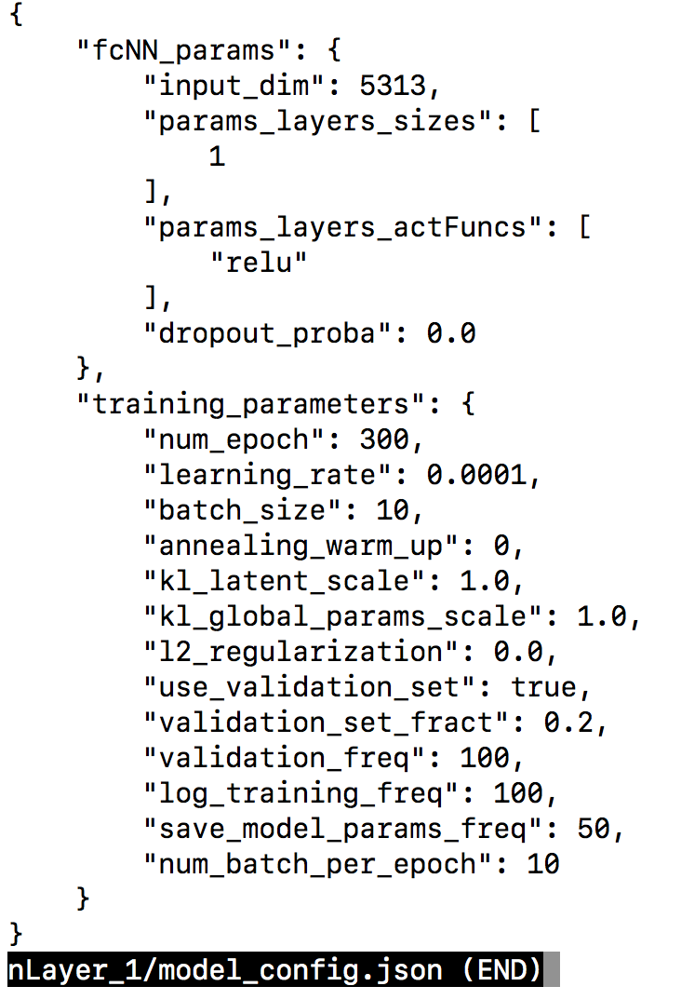 {
    "fcNN_params": {
        "input_dim": 5313,
        "params_layers_sizes": [
            1
        ],
        "params_layers_actFuncs": [
            "relu"
        ],
        "dropout_proba": 0.0
    },
    "training_parameters": {
        "num_epoch": 300,
        "learning_rate": 0.0001,
        "batch_size": 10,
        "annealing_warm_up": 0,
        "kl_latent_scale": 1.0,
        "kl_global_params_scale": 1.0,
        "l2_regularization": 0.0,
        "use_validation_set": true,
        "validation_set_fract": 0.2,
        "validation_freq": 100,
        "log_training_freq": 100,
        "save_model_params_freq": 50,
        "num_batch_per_epoch": 10
    }
}
nLayer_1/model_config.json (END)